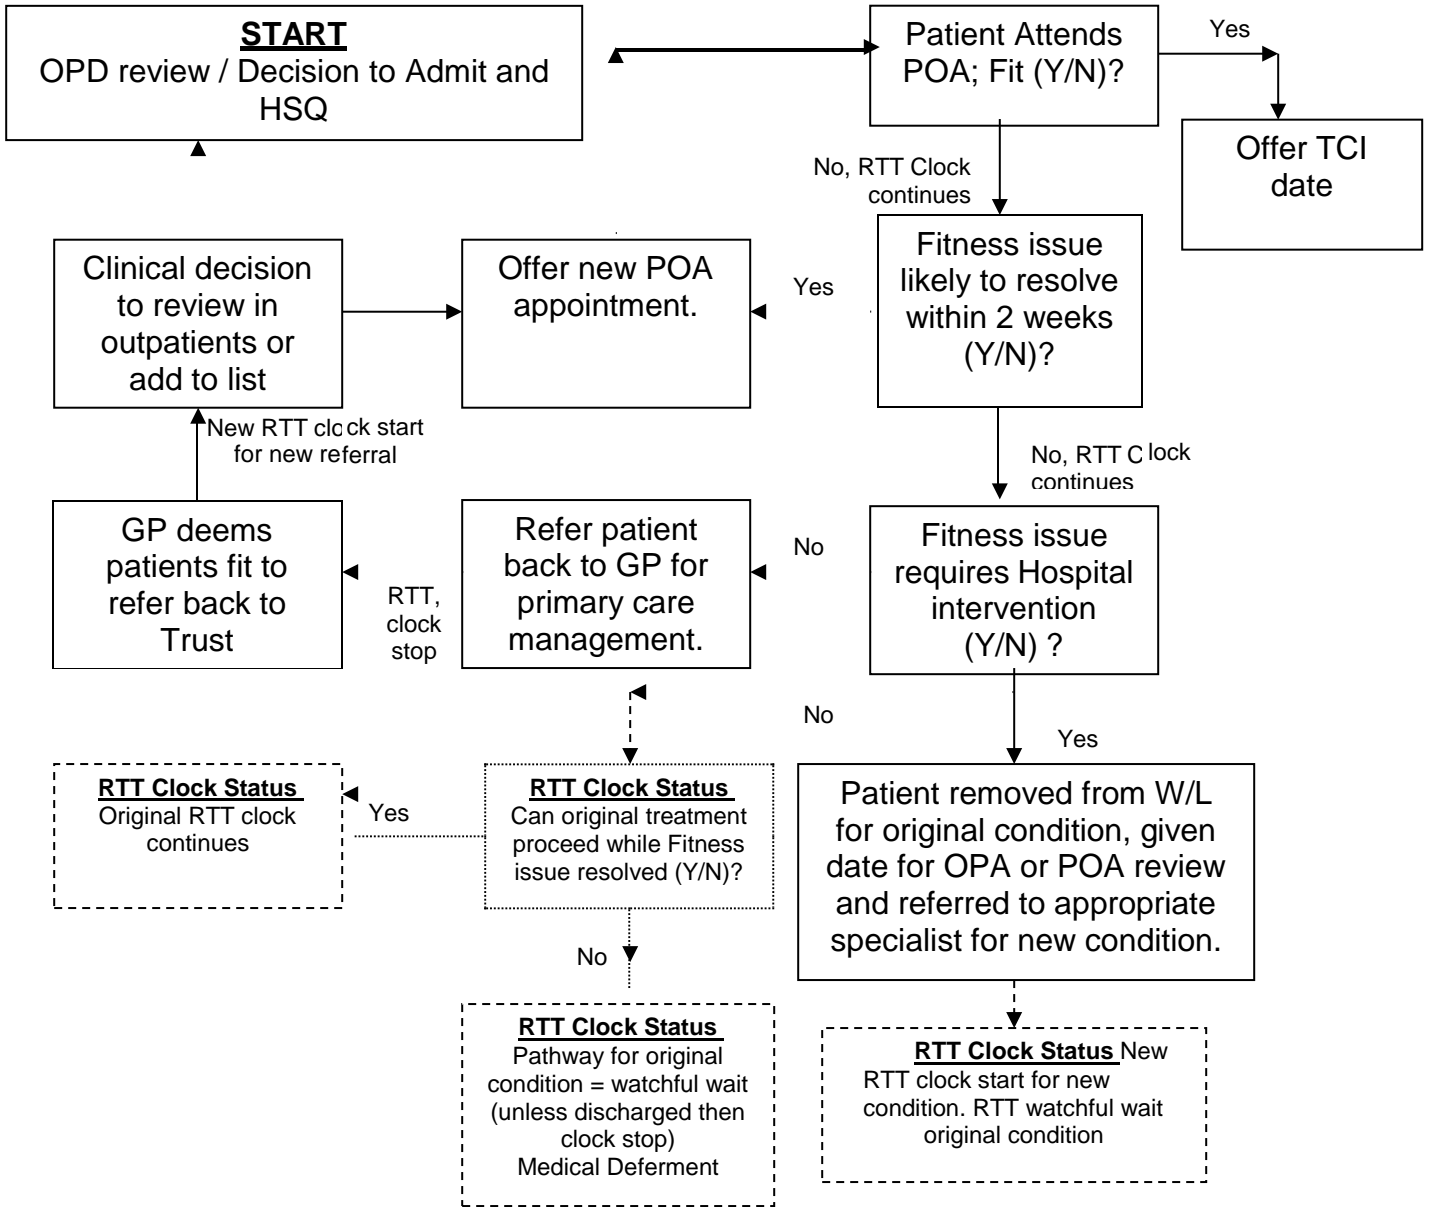 START
OPD review / Decision to Admit and
HSQ
Patient Attends
POA; Fit (Y/N)?
Yes
Offer TCI
date
No, RTT Clock
continues
Clinical decision
to review in
outpatients or
add to list
Offer new POA
appointment.
Yes
Fitness issue
likely to resolve
within 2 weeks
(Y/N)?
New RTT clock start
for new referral
No, RTT Clock
continues
GP deems
patients fit to
refer back to
Trust
RTT,
clock
stop
Refer patient
back to GP for
primary care
management.
No
Fitness issue
requires Hospital
intervention
(Y/N) ?
No
Yes
RTT Clock Status
Original RTT clock
continues
Yes
RTT Clock Status
Can original treatment
proceed while Fitness
issue resolved (Y/N)?
Patient removed from W/L
for original condition, given
date for OPA or POA review
and referred to appropriate
specialist for new condition.
No
RTT Clock Status
Pathway for original
condition = watchful wait
(unless discharged then
clock stop)
Medical Deferment
RTT Clock Status New
RTT clock start for new
condition. RTT watchful wait
original condition